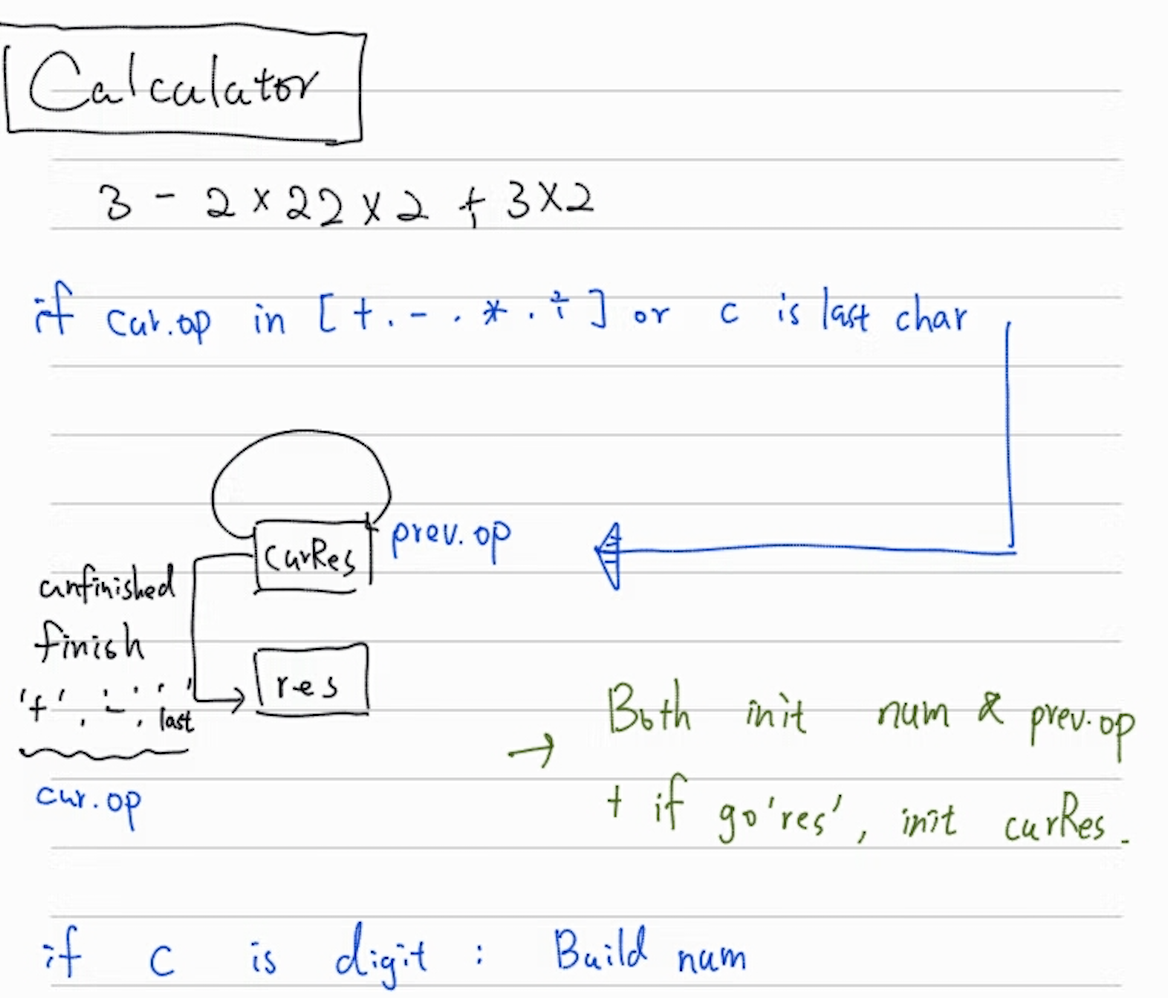 Calculator
3 - 2 × 22 × 2 + 3 × 2
if cur.op in [ +. - . * . ÷ ] or c is last char
prev.op
curRes
unfinished
finish
res
'+' , '-' , last
cur.op
→ Both init num & prev.op
+ if go 'res', init curRes.
if c is digit : Build num